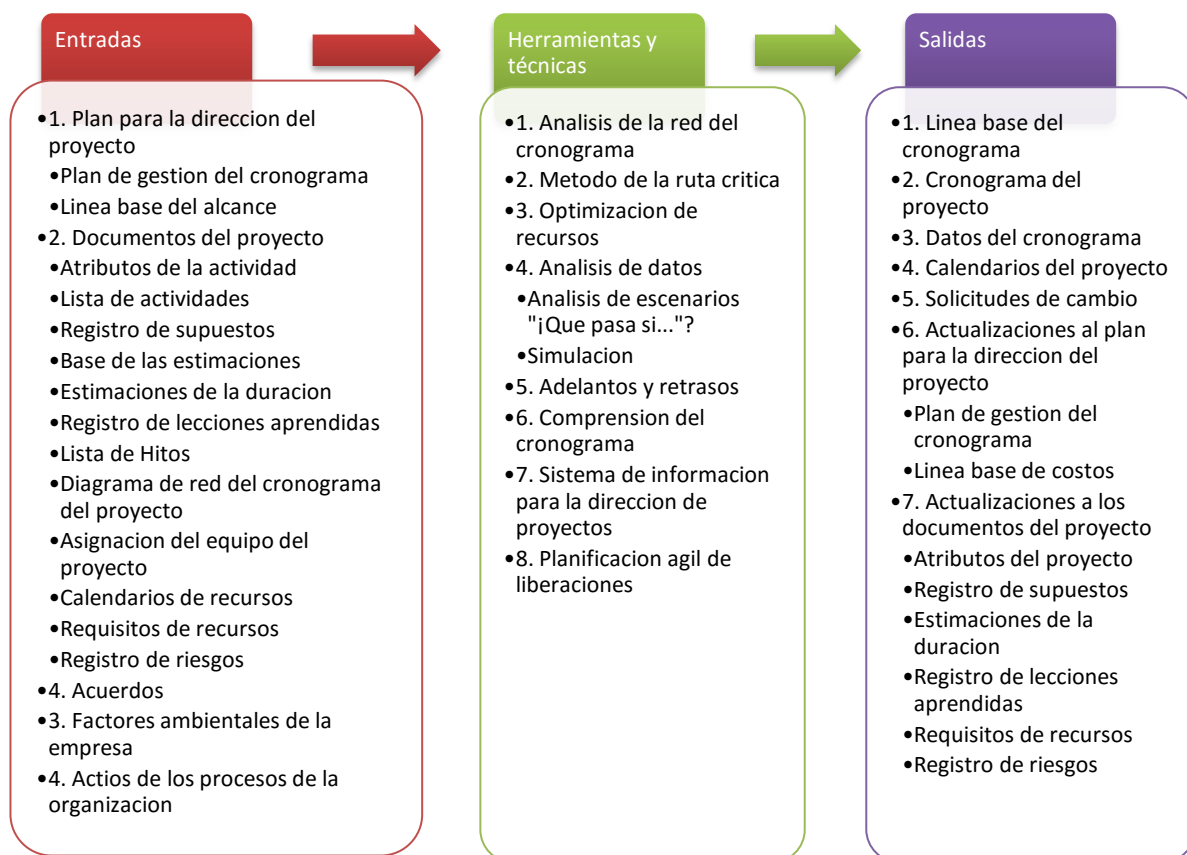 Entradas
•1. Plan para la direccion del
proyecto
•Plan de gestion del cronograma
•Linea base del alcance
•2. Documentos del proyecto
•Atributos de la actividad
•Lista de actividades
•Registro de supuestos
•Base de las estimaciones
•Estimaciones de la duracion
•Registro de lecciones aprendidas
•Lista de Hitos
•Diagrama de red del cronograma
del proyecto
•Asignacion del equipo del
proyecto
•Calendarios de recursos
•Requisitos de recursos
•Registro de riesgos
•4. Acuerdos
•3. Factores ambientales de la
empresa
•4. Actios de los procesos de la
organizacion
Herramientas y
técnicas
•1. Analisis de la red del
cronograma
•2. Metodo de la ruta critica
•3. Optimizacion de
recursos
•4. Analisis de datos
•Analisis de escenarios
"¡Que pasa si..."?
•Simulacion
•5. Adelantos y retrasos
•6. Comprension del
cronograma
•7. Sistema de informacion
para la direccion de
proyectos
•8. Planificacion agil de
liberaciones
Salidas
•1. Linea base del
cronograma
•2. Cronograma del
proyecto
•3. Datos del cronograma
•4. Calendarios del proyecto
•5. Solicitudes de cambio
•6. Actualizaciones al plan
para la direccion del
proyecto
•Plan de gestion del
cronograma
•Linea base de costos
•7. Actualizaciones a los
documentos del proyecto
•Atributos del proyecto
•Registro de supuestos
•Estimaciones de la
duracion
•Registro de lecciones
aprendidas
•Requisitos de recursos
•Registro de riesgos